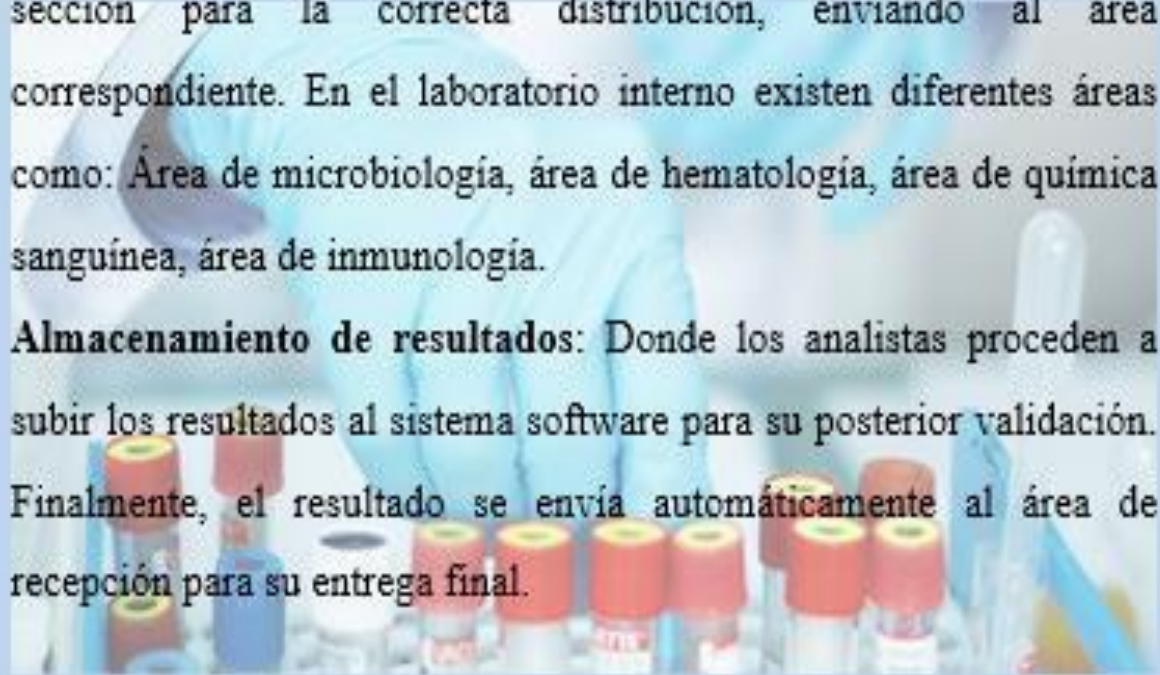 sección para la correcta distribución, enviando al área
correspondiente. En el laboratorio interno existen diferentes áreas
como: Área de microbiología, área de hematología, área de química
sanguínea, área de inmunología.
Almacenamiento de resultados: Donde los analistas proceden a
subir los resultados al sistema software para su posterior validación.
Finalmente, el resultado se envía automáticamente al área de
recepción para su entrega final.